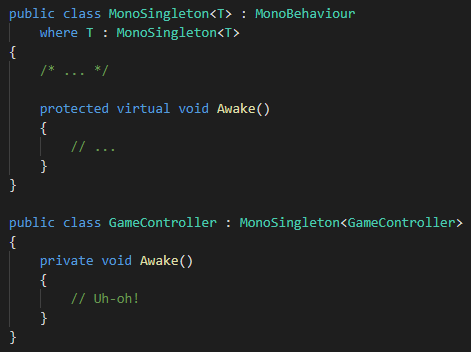 public class MonoSingleton<T> : MonoBehaviour
    where T : MonoSingleton<T>
{
    /* ... */

    protected virtual void Awake()
    {
        // ...
    }
}

public class GameController : MonoSingleton<GameController>
{
    private void Awake()
    {
        // Uh-oh!
    }
}